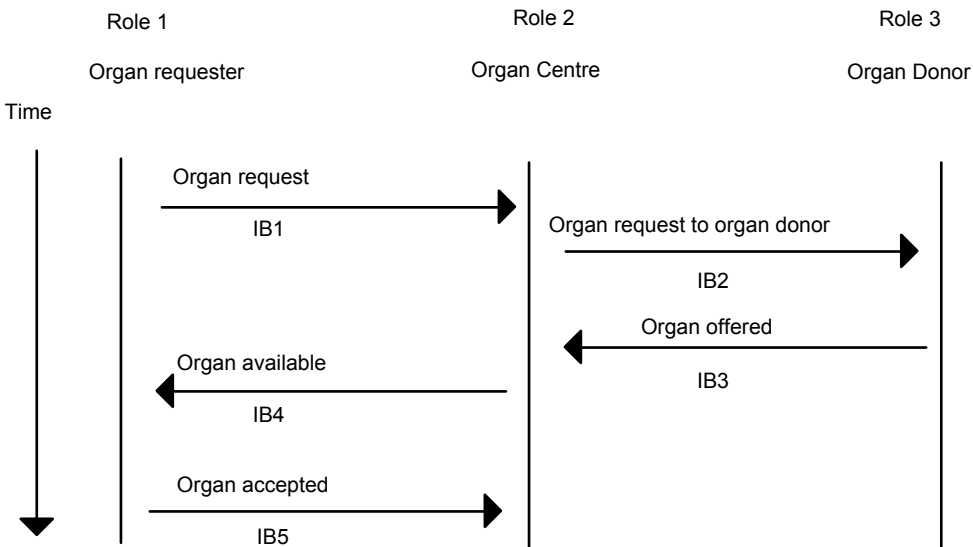 Role 1
Role 2
Role 3
Organ requester
Organ Centre
Organ Donor
Time
Organ request
IB1
Organ request to organ donor
IB2
Organ offered
IB3
Organ available
IB4
Organ accepted
IB5